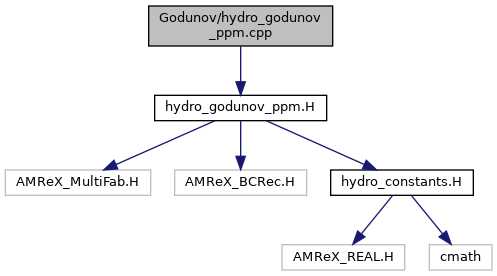 Godunov/hydro_godunov
_ppm.cpp
hydro_godunov_ppm.H
AMReX_MultiFab.H
AMReX_BCRec.H
hydro_constants.H
AMReX_REAL.H
cmath